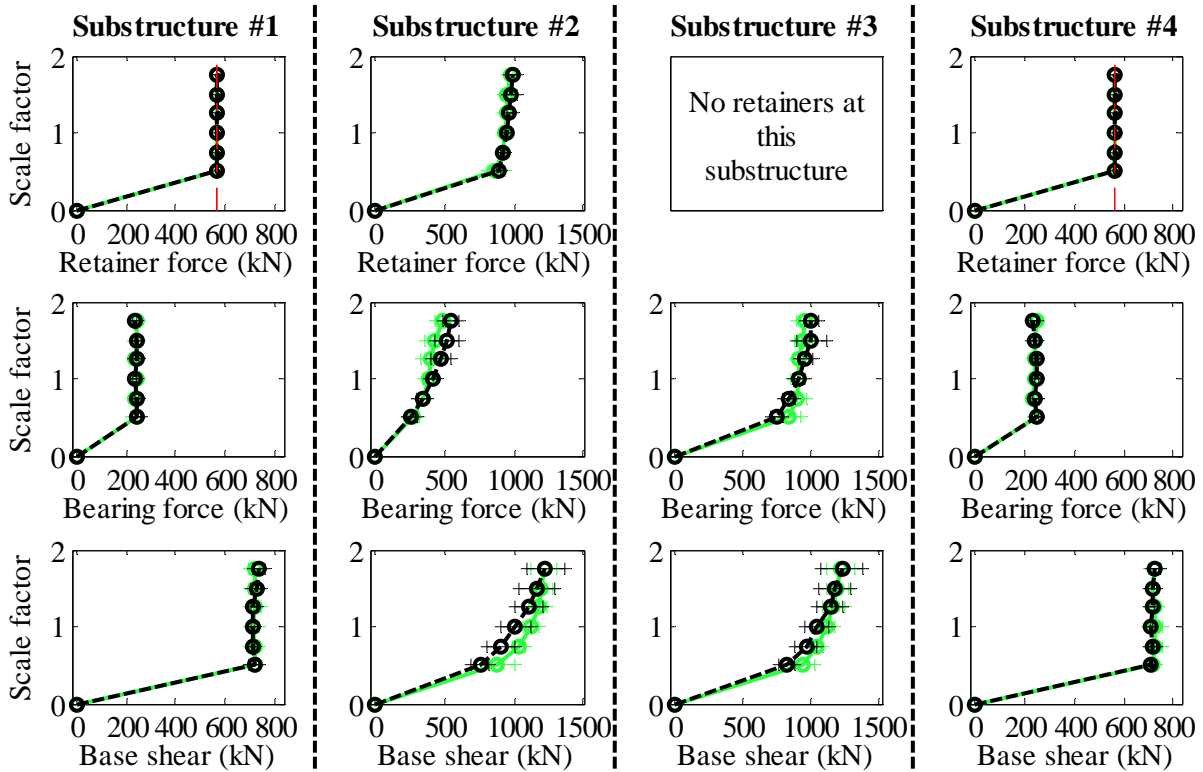 Substructure #1 Substructure #2 Substructure #3 Substructure #4
Scale factor
2
1
0
0 200 400 600 800
Retainer force (kN)
2
1
0
0 500 1000 1500
Retainer force (kN)
No retainers at
this
substructure
2
1
0
0 200 400 600 800
Retainer force (kN)
Scale factor
2
1
0
0 200 400 600 800
Bearing force (kN)
2
1
0
0 500 1000 1500
Bearing force (kN)
2
1
0
0 500 1000 1500
Bearing force (kN)
2
1
0
0 200 400 600 800
Bearing force (kN)
Scale factor
2
1
0
0 200 400 600 800
Base shear (kN)
2
1
0
0 500 1000 1500
Base shear (kN)
2
1
0
0 500 1000 1500
Base shear (kN)
2
1
0
0 200 400 600 800
Base shear (kN)